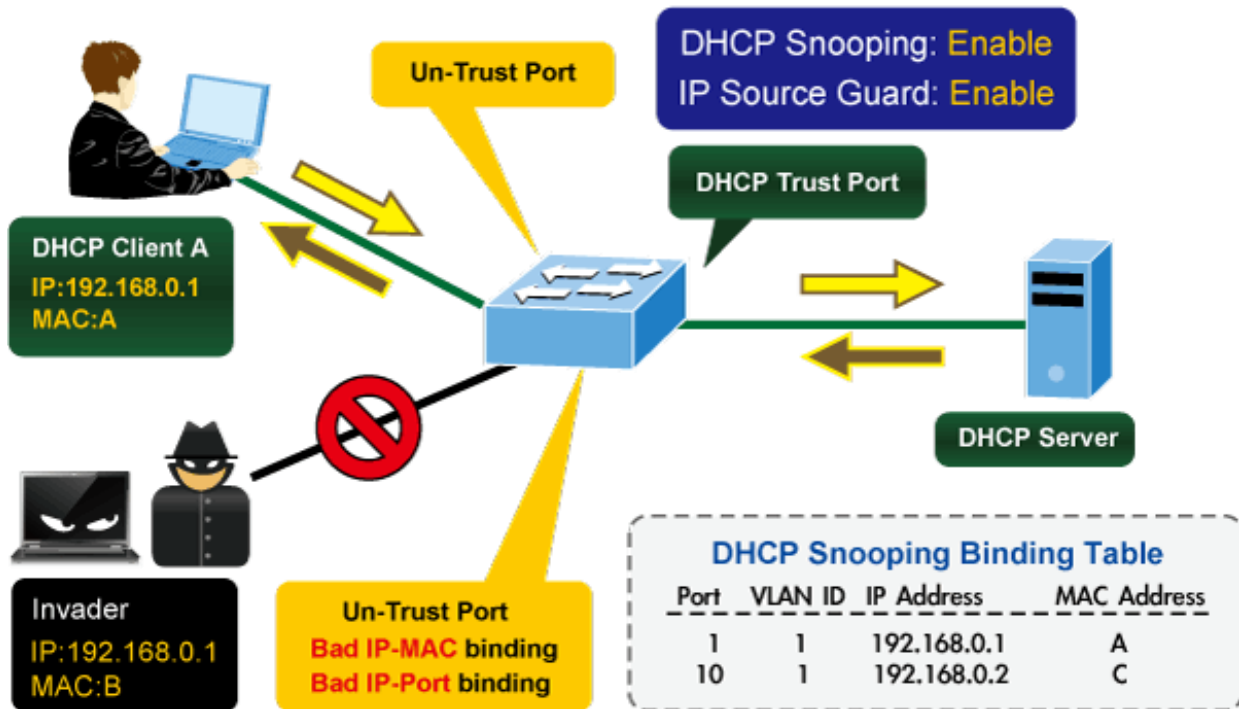 Un-Trust Port
DHCP Snooping: Enable
IP Source Guard: Enable
DHCP Trust Port
DHCP Client A
IP:192.168.0.1
MAC:A
DHCP Server
Invader
IP:192.168.0.1
MAC:B
Un-Trust Port
Bad IP-MAC binding
Bad IP-Port binding
DHCP Snooping Binding Table
Port VLAN ID IP Address MAC Address
1 1 192.168.0.1 A
10 1 192.168.0.2 C